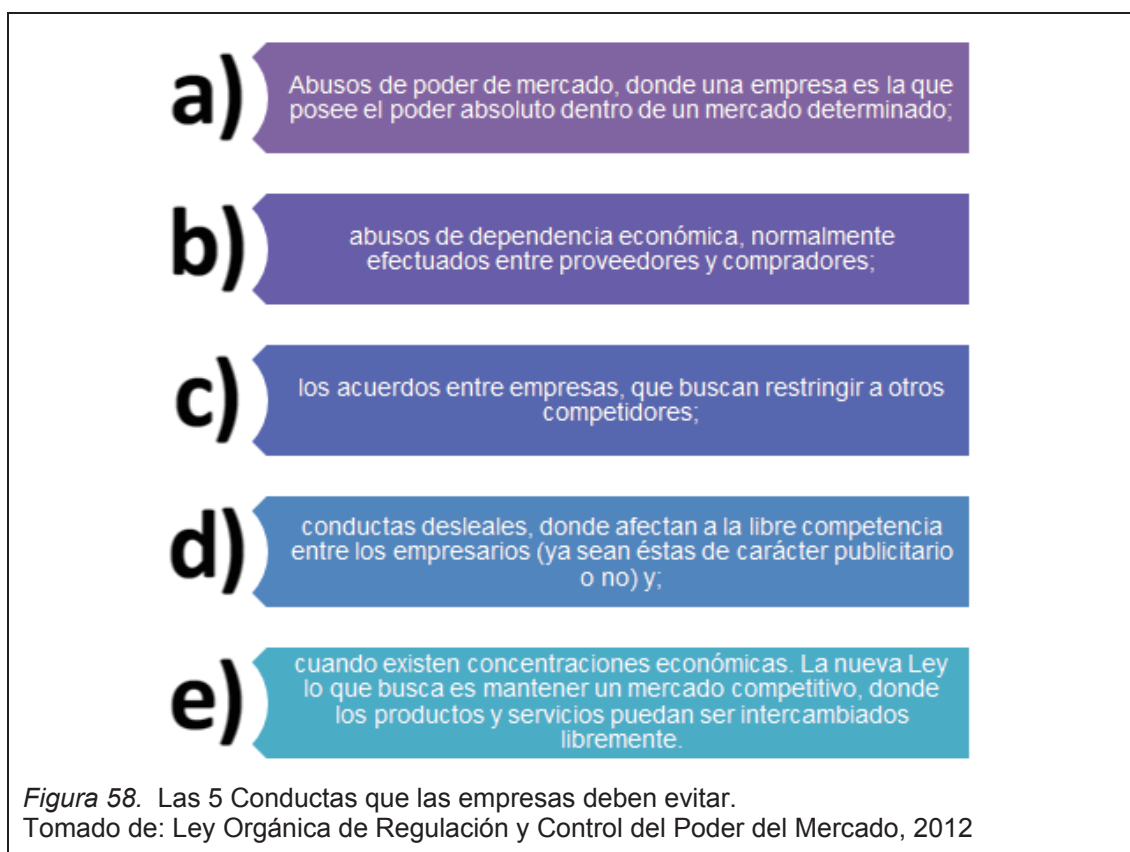 a) Abusos de poder de mercado, donde una empresa es la que
posee el poder absoluto dentro de un mercado determinado;
b) abusos de dependencia económica, normalmente
efectuados entre proveedores y compradores;
c) los acuerdos entre empresas, que buscan restringir a otros
competidores;
d) conductas desleales, donde afectan a la libre competencia
entre los empresarios (ya sean éstas de carácter publicitario
o no) y;
e) cuando existen concentraciones económicas. La nueva Ley
lo que busca es mantener un mercado competitivo, donde
los productos y servicios puedan ser intercambiados
libremente.
Figura 58. Las 5 Conductas que las empresas deben evitar.
Tomado de: Ley Orgánica de Regulación y Control del Poder del Mercado, 2012